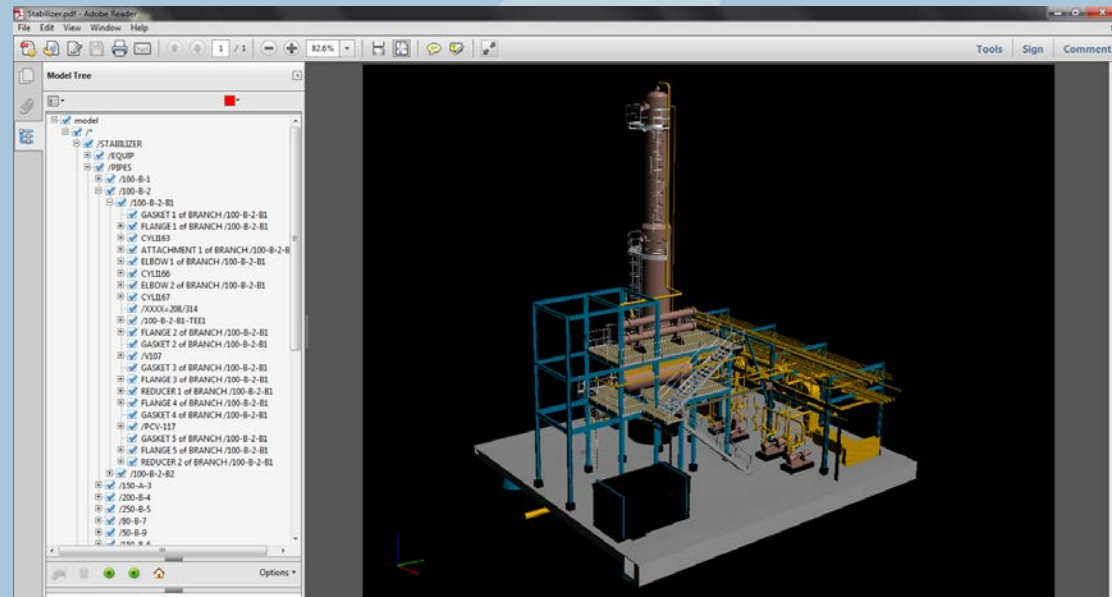 Stabilizer.pdf - Adobe Reader
File Edit View Window Help
1 / 1 82.6% Tools Sign Comment
Model Tree
model
/*
/STABILIZER
/EQUIP
/PIPES
/100-B-1
/100-B-2
/100-B-2-B1
GASKET 1 of BRANCH /100-B-2-B1
FLANGE 1 of BRANCH /100-B-2-B1
CYLI163
ATTACHMENT 1 of BRANCH /100-B-2-B
ELBOW 1 of BRANCH /100-B-2-B1
CYLI166
ELBOW 2 of BRANCH /100-B-2-B1
CYLI167
/XXXX=208/314
/100-B-2-B1-TEE1
FLANGE 2 of BRANCH /100-B-2-B1
GASKET 2 of BRANCH /100-B-2-B1
/V107
GASKET 3 of BRANCH /100-B-2-B1
FLANGE 3 of BRANCH /100-B-2-B1
REDUCER 1 of BRANCH /100-B-2-B1
FLANGE 4 of BRANCH /100-B-2-B1
GASKET 4 of BRANCH /100-B-2-B1
/PCV-117
GASKET 5 of BRANCH /100-B-2-B1
FLANGE 5 of BRANCH /100-B-2-B1
REDUCER 2 of BRANCH /100-B-2-B1
/100-B-2-B2
/150-A-3
/200-B-4
/250-B-5
/80-B-7
/50-B-9
/150-B-6
Options